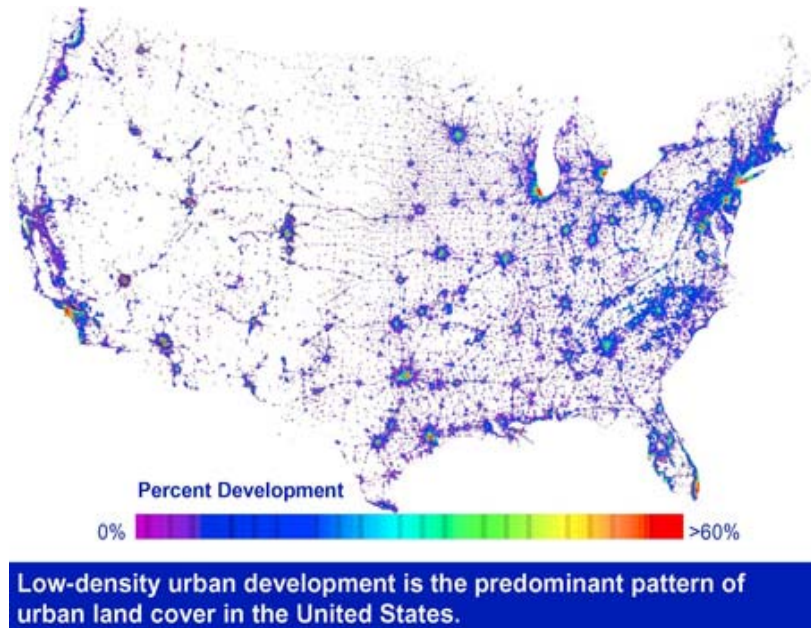 Percent Development
0% >60%
Low-density urban development is the predominant pattern of
urban land cover in the United States.